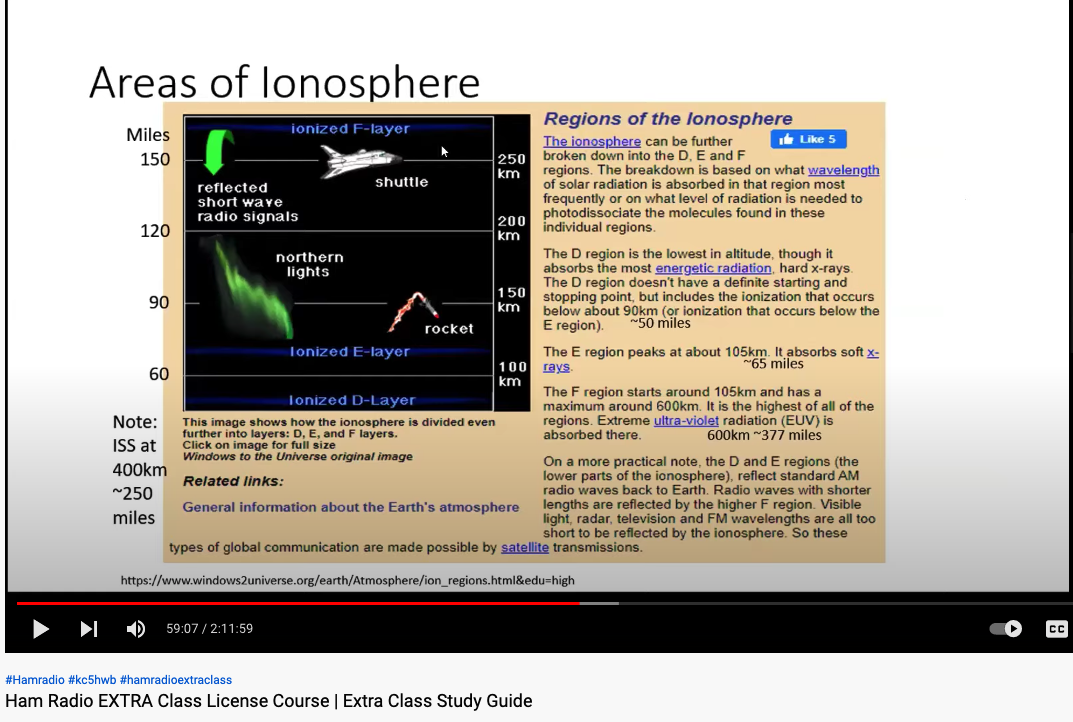 Areas of Ionosphere
Miles
150
120
90
60
Note:
ISS at
400km
~250
miles
ionized F-layer
reflected
short wave
radio signals
shuttle
northern
lights
rocket
Ionized E-layer
Ionized D-Layer
250
km
200
km
150
km
100
km
This image shows how the ionosphere is divided even
further into layers: D, E, and F layers.
Click on image for full size
Windows to the Universe original image
Related links:
General information about the Earth's atmosphere
Regions of the Ionosphere
Like 5
The ionosphere can be further
broken down into the D, E and F
regions. The breakdown is based on what wavelength
of solar radiation is absorbed in that region most
frequently or on what level of radiation is needed to
photodissociate the molecules found in these
individual regions.
The D region is the lowest in altitude, though it
absorbs the most energetic radiation, hard x-rays.
The D region doesn't have a definite starting and
stopping point, but includes the ionization that occurs
below about 90km (or ionization that occurs below the
E region).
~50 miles
The E region peaks at about 105km. It absorbs soft x-
rays.
~65 miles
The F region starts around 105km and has a
maximum around 600km. It is the highest of all of the
regions. Extreme ultra-violet radiation (EUV) is
absorbed there.
600km ~377 miles
On a more practical note, the D and E regions (the
lower parts of the ionosphere), reflect standard AM
radio waves back to Earth. Radio waves with shorter
lengths are reflected by the higher F region. Visible
light, radar, television and FM wavelengths are all too
short to be reflected by the ionosphere. So these
types of global communication are made possible by satellite transmissions.
https://www.windows2universe.org/earth/Atmosphere/ion_regions.html&edu=high
59:07 / 2:11:59
CC
#Hamradio #kc5hwb #hamradioextraclass
Ham Radio EXTRA Class License Course | Extra Class Study Guide